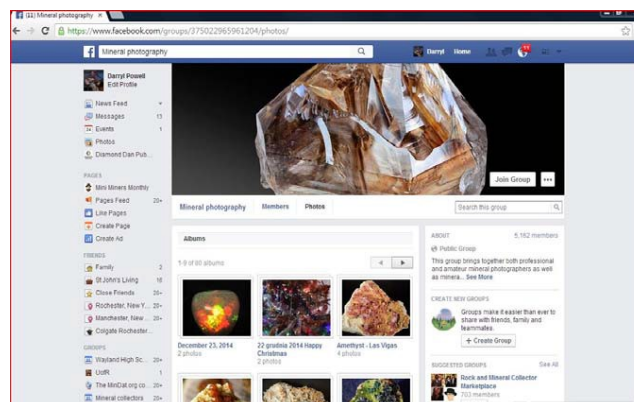 (11) Mineral photography
https://www.facebook.com/groups/375022965961204/photos/
Mineral photography
Darryl
Home
Darryl Powell
Edit Profile
News Feed
Messages 13
Events 1
Photos
Diamond Dan Pub...
PAGES
Mini Miners Monthly
Pages Feed 20+
Like Pages
Create Page
Create Ad
FRIENDS
Family 2
St John's Living 16
Close Friends 20+
Rochester, New Y... 20+
Manchester, New ... 20+
Colgate Rochester...
GROUPS
Wayland High Sc... 20+
UofR 1
The MinDat.org co... 20+
Mineral collectors 20+
Join Group
Mineral photography
Members
Photos
Search this group
Albums
1-9 of 80 albums
December 23, 2014
2 photos
22 grudnia 2014 Happy
Christmas
2 photos
Amethyst - Las Vigas
4 photos
ABOUT 5,162 members
Public Group
This group brings together both professional
and amateur mineral photographers as well
as minera... See More
CREATE NEW GROUPS
Groups make it easier than ever to
share with friends, family and
teammates.
+ Create Group
SUGGESTED GROUPS See All
Rock and Mineral Collector
Marketplace
703 members